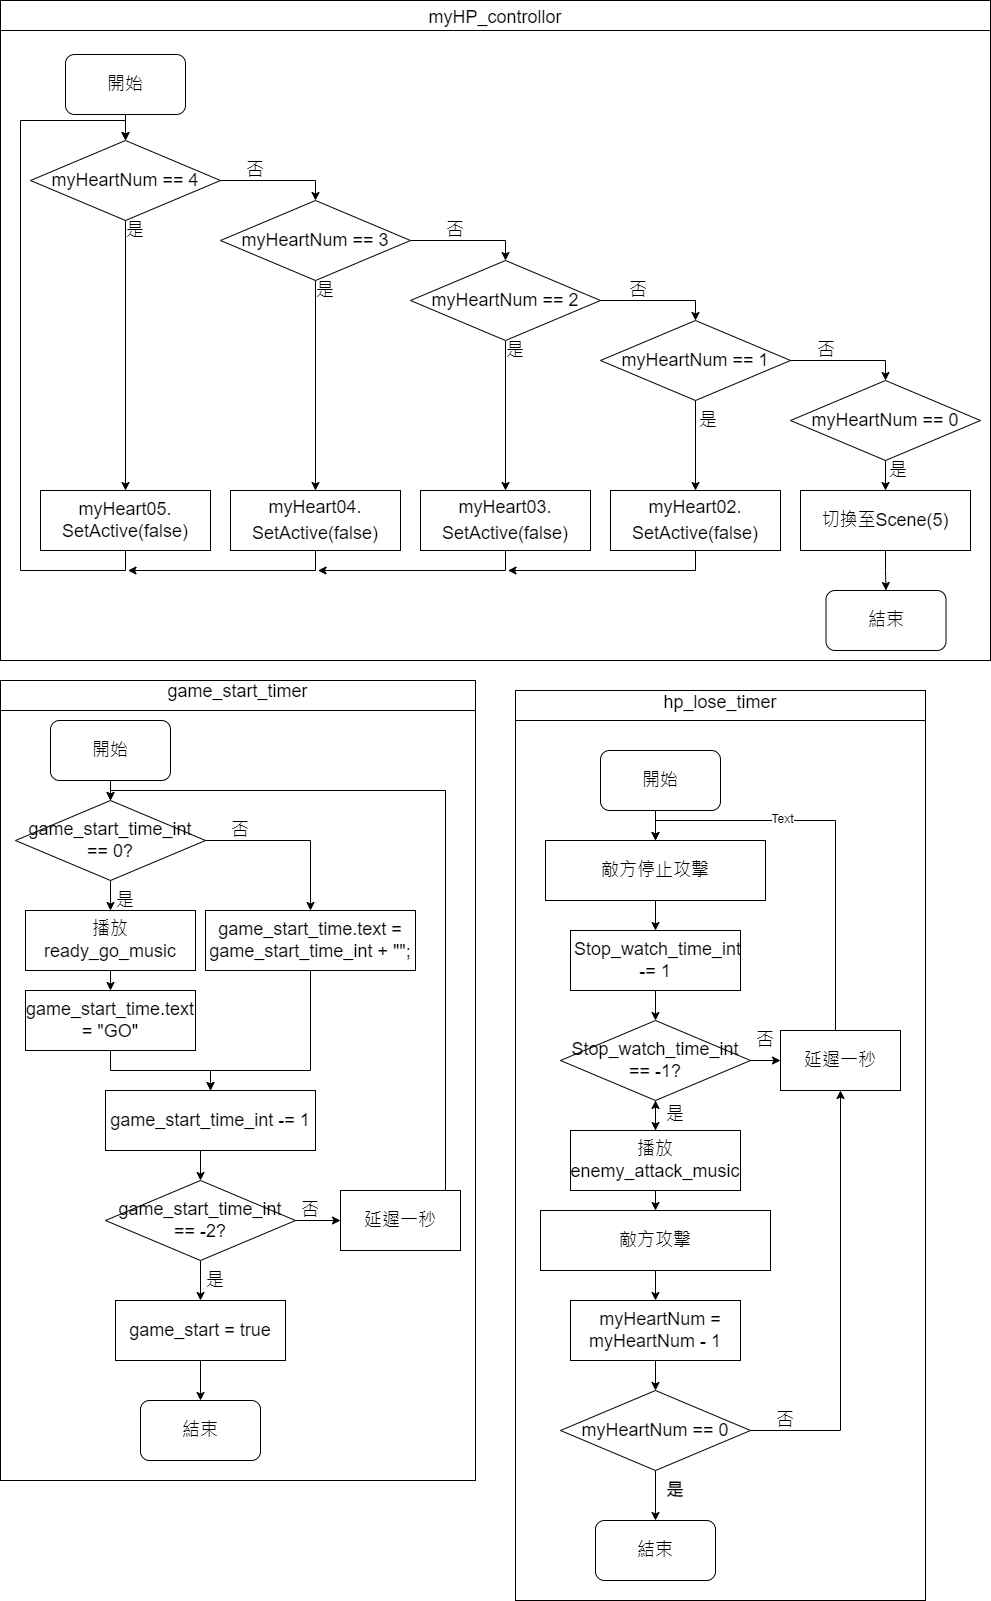 myHP_controllor
開始
myHeartNum == 4
否
是
myHeartNum == 3
否
是
myHeartNum == 2
否
是
myHeartNum == 1
否
是
myHeartNum == 0
是
myHeart05.
SetActive(false)
myHeart04.
SetActive(false)
myHeart03.
SetActive(false)
myHeart02.
SetActive(false)
切換至Scene(5)
結束
game_start_timer
開始
game_start_time_int
== 0?
否
是
播放
ready_go_music
game_start_time.text =
game_start_time_int + "";
game_start_time.text
= "GO"
game_start_time_int -= 1
game_start_time_int
== -2?
否
延遲一秒
是
game_start = true
結束
hp_lose_timer
開始
Text
敵方停止攻擊
Stop_watch_time_int
-= 1
Stop_watch_time_int
== -1?
否
延遲一秒
是
播放
enemy_attack_music
敵方攻擊
myHeartNum =
myHeartNum - 1
myHeartNum == 0
否
是
結束